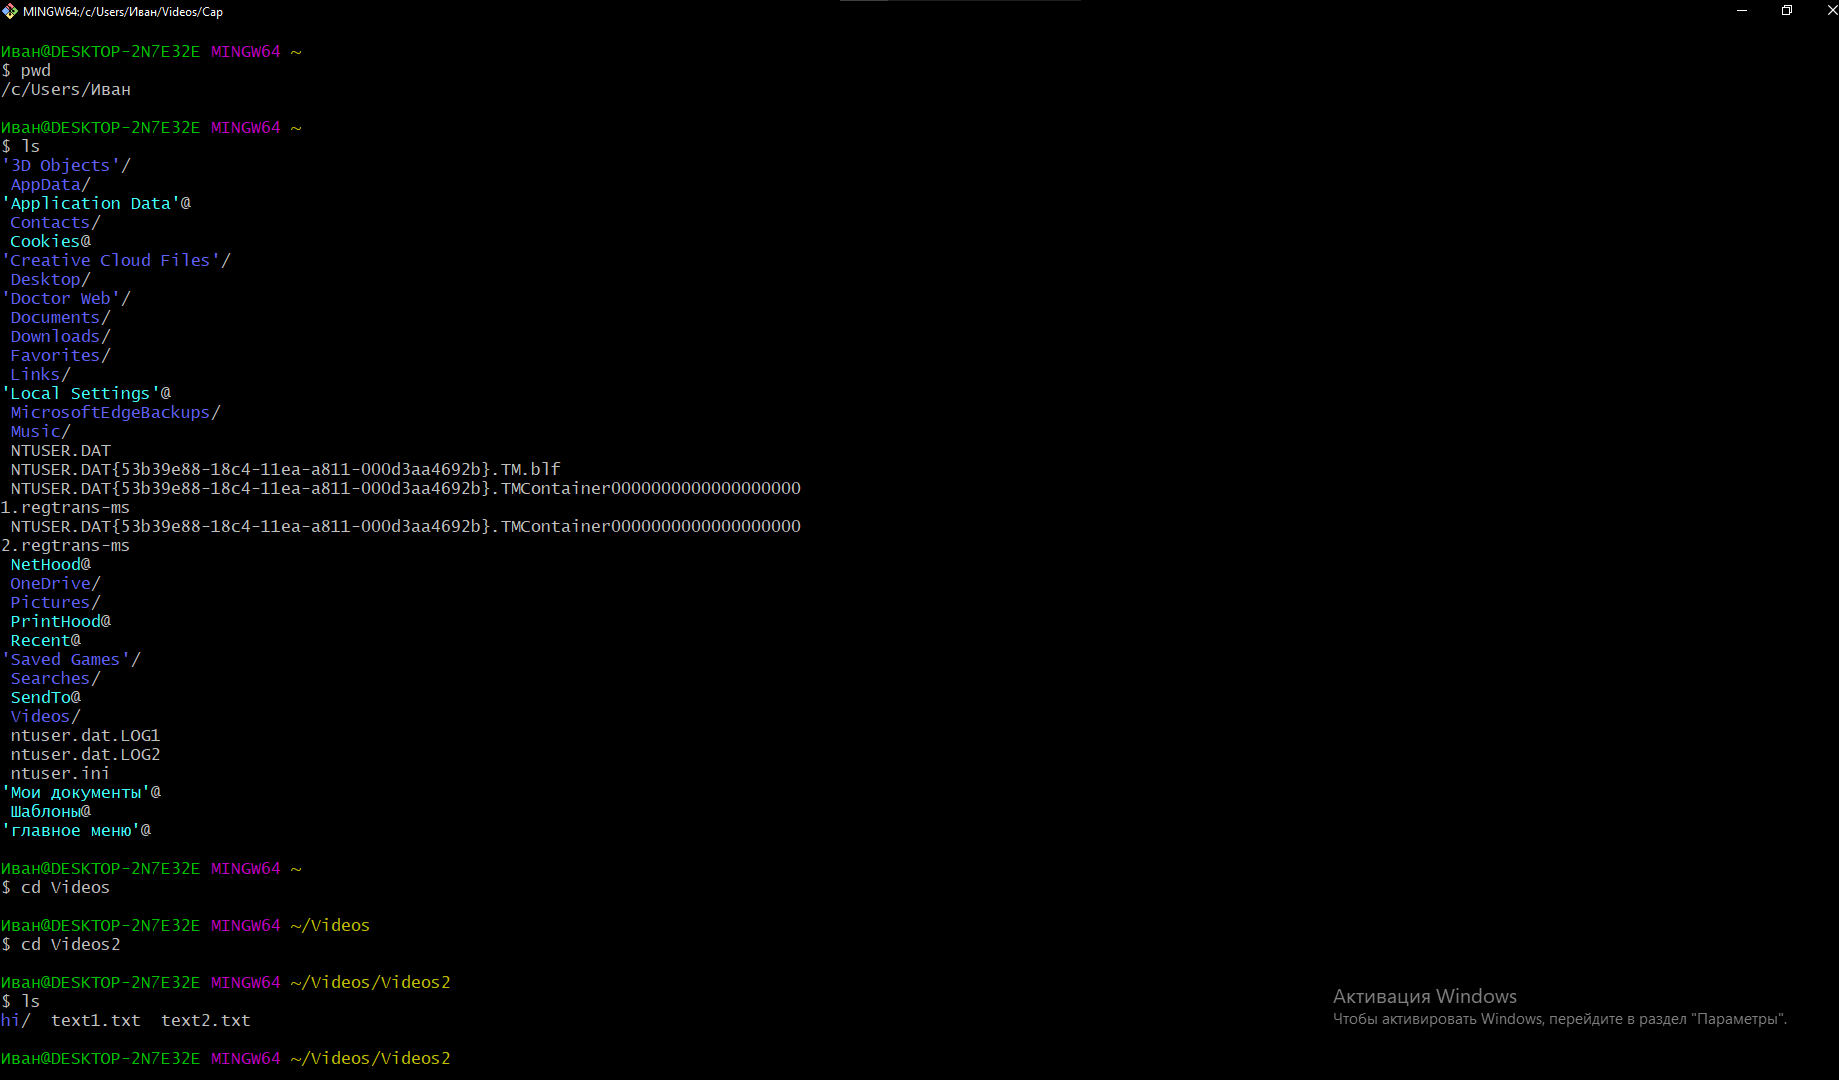 MINGW64:/c/Users/Иван/Videos/Cap
Иван@DESKTOP-2N7E32E MINGW64 ~
$ pwd
/c/Users/Иван
Иван@DESKTOP-2N7E32E MINGW64 ~
$ ls
'3D Objects'/
AppData/
'Application Data'@
Contacts/
Cookies@
'Creative Cloud Files'/
Desktop/
'Doctor Web'/
Documents/
Downloads/
Favorites/
Links/
'Local Settings'@
MicrosoftEdgeBackups/
Music/
NTUSER.DAT
NTUSER.DAT{53b39e88-18c4-11ea-a811-000d3aa4692b}.TM.blf
NTUSER.DAT{53b39e88-18c4-11ea-a811-000d3aa4692b}.TMContainer0000000000000000000
1.regtrans-ms
NTUSER.DAT{53b39e88-18c4-11ea-a811-000d3aa4692b}.TMContainer0000000000000000000
2.regtrans-ms
NetHood@
OneDrive/
Pictures/
PrintHood@
Recent@
'Saved Games'/
Searches/
SendTo@
Videos/
ntuser.dat.LOG1
ntuser.dat.LOG2
ntuser.ini
'Мои документы'@
Шаблоны@
'главное меню'@
Иван@DESKTOP-2N7E32E MINGW64 ~
$ cd Videos
Иван@DESKTOP-2N7E32E MINGW64 ~/Videos
$ cd Videos2
Иван@DESKTOP-2N7E32E MINGW64 ~/Videos/Videos2
$ ls
hi/ text1.txt text2.txt
Иван@DESKTOP-2N7E32E MINGW64 ~/Videos/Videos2
Активация Windows
Чтобы активировать Windows, перейдите в раздел "Параметры".